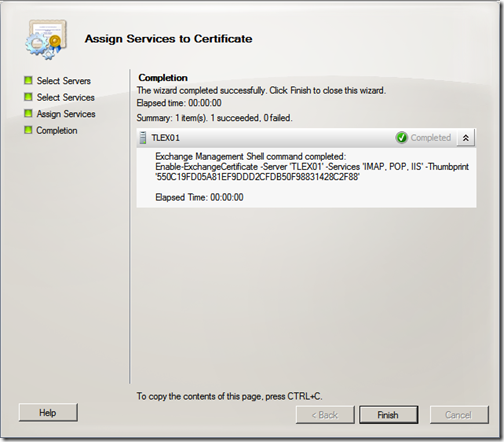 Assign Services to Certificate
Select Servers
Select Services
Assign Services
Completion
Completion
The wizard completed successfully. Click Finish to close this wizard.
Elapsed time: 00:00:00
Summary: 1 item(s). 1 succeeded, 0 failed.
TLEX01
Completed
Exchange Management Shell command completed:
Enable-ExchangeCertificate -Server 'TLEX01' -Services 'IMAP, POP, IIS' -Thumbprint
'550C19FD05A81EF9DDD2CFDB50F98831428C2F88'
Elapsed Time: 00:00:00
To copy the contents of this page, press CTRL+C.
Help
< Back
Finish
Cancel